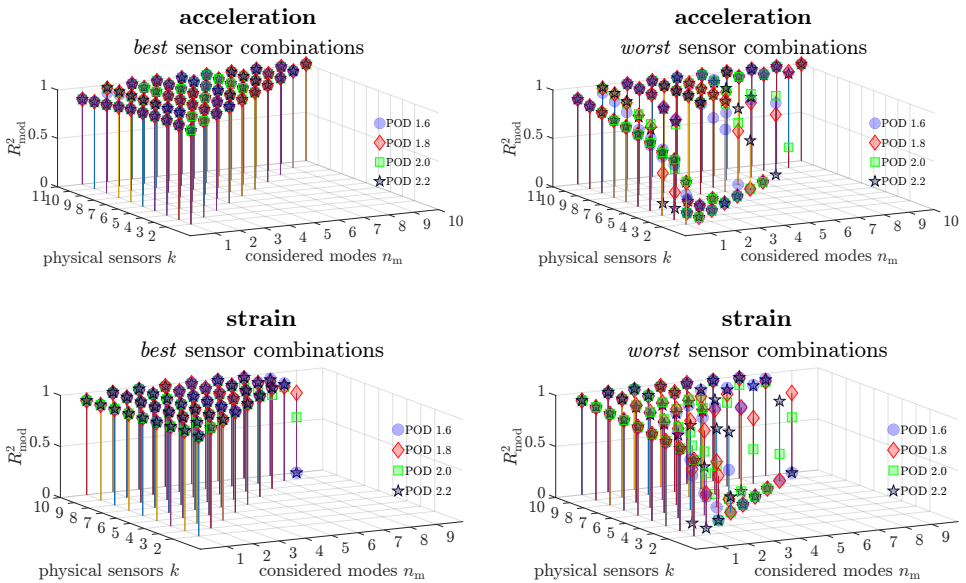 acceleration
best sensor combinations
1
0.5
0
R²mod
11
10
9
8
7
6
5
4
3
2
physical sensors k
1
2
3
4
5
6
7
8
9
10
considered modes nm
POD 1.6
POD 1.8
POD 2.0
POD 2.2
acceleration
worst sensor combinations
1
0.5
0
R²mod
11
10
9
8
7
6
5
4
3
2
physical sensors k
1
2
3
4
5
6
7
8
9
10
considered modes nm
POD 1.6
POD 1.8
POD 2.0
POD 2.2
strain
best sensor combinations
1
0.5
0
R²mod
10
9
8
7
6
5
4
3
2
physical sensors k
1
2
3
4
5
6
7
8
9
considered modes nm
POD 1.6
POD 1.8
POD 2.0
POD 2.2
strain
worst sensor combinations
1
0.5
0
R²mod
10
9
8
7
6
5
4
3
2
physical sensors k
1
2
3
4
5
6
7
8
9
considered modes nm
POD 1.6
POD 1.8
POD 2.0
POD 2.2